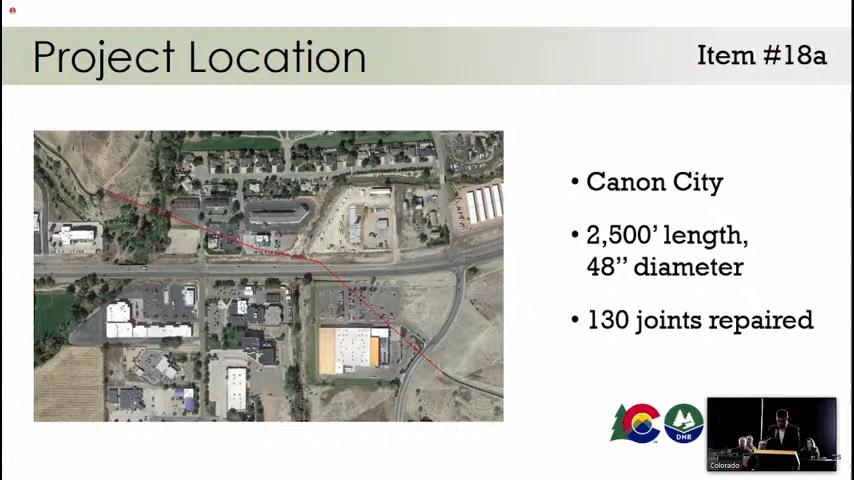 Project Location
Item #18a
• Canon City
• 2,500’ length,
48” diameter
• 130 joints repaired
DNR
Colorado